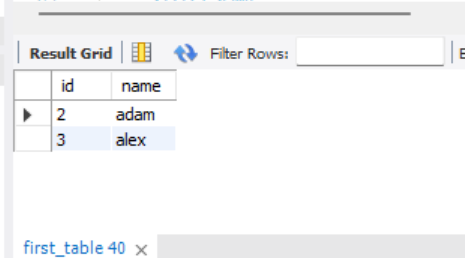 Result Grid Filter Rows:
id name
2 adam
3 alex
first_table 40